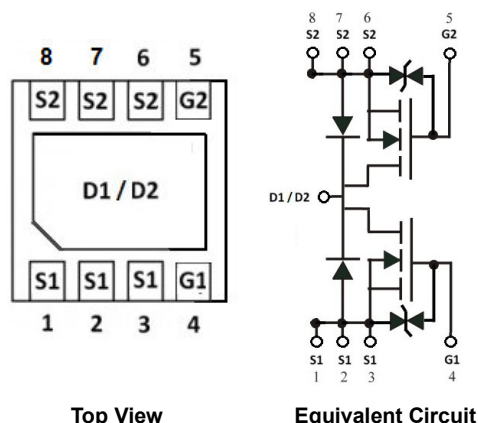 8 7 6 5
S2 S2 S2 G2
D1 / D2
S1 S1 S1 G1
1 2 3 4
Top View
8 7 6 5
S2 S2 S2 G2
D1 / D2
S1 S1 S1 G1
1 2 3 4
Equivalent Circuit